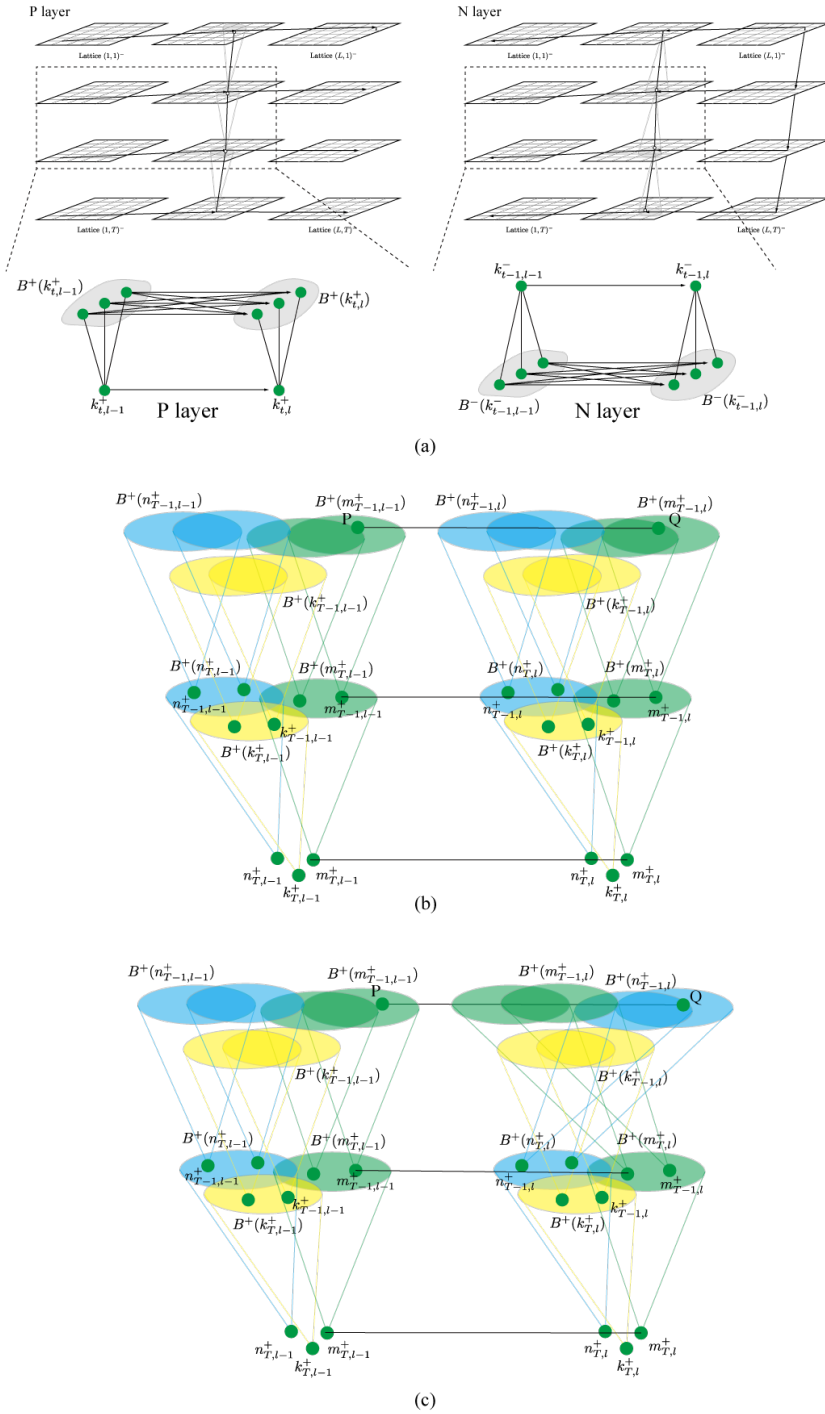 P layer
N layer
Lattice (1, 1)⁻
Lattice (L, 1)⁻
Lattice (1, 1)⁻
Lattice (L, 1)⁻
Lattice (1, T)⁻
Lattice (L, T)⁻
Lattice (1, T)⁻
Lattice (L, T)⁻
B^+(k^+_{t,l-1})
B^+(k^+_{t,l})
k^-_{t-1,l-1}
k^-_{t-1,l}
k^+_{t,l-1}
P layer
k^+_{t,l}
B^-(k^-_{t-1,l-1})
N layer
B^-(k^-_{t-1,l})
(a)
B^+(n^+_{T-1,l-1})
B^+(m^+_{T-1,l-1})
B^+(n^+_{T-1,l})
B^+(m^+_{T-1,l})
P
Q
B^+(k^+_{T-1,l-1})
B^+(k^+_{T-1,l})
B^+(n^+_{T,l-1})
B^+(m^+_{T,l-1})
B^+(n^+_{T,l})
B^+(m^+_{T,l})
n^+_{T-1,l-1}
m^+_{T-1,l-1}
n^+_{T-1,l}
m^+_{T-1,l}
k^+_{T-1,l-1}
k^+_{T-1,l}
B^+(k^+_{T,l-1})
B^+(k^+_{T,l})
n^+_{T,l-1}
k^+_{T,l-1}
m^+_{T,l-1}
n^+_{T,l}
k^+_{T,l}
m^+_{T,l}
(b)
B^+(n^+_{T-1,l-1})
B^+(m^+_{T-1,l-1})
B^+(m^+_{T-1,l})
B^+(n^+_{T-1,l})
P
Q
B^+(k^+_{T-1,l-1})
B^+(k^+_{T-1,l})
B^+(n^+_{T,l-1})
B^+(m^+_{T,l-1})
B^+(n^+_{T,l})
B^+(m^+_{T,l})
n^+_{T-1,l-1}
m^+_{T-1,l-1}
n^+_{T-1,l}
m^+_{T-1,l}
k^+_{T-1,l-1}
k^+_{T-1,l}
B^+(k^+_{T,l-1})
B^+(k^+_{T,l})
n^+_{T,l-1}
k^+_{T,l-1}
m^+_{T,l-1}
n^+_{T,l}
k^+_{T,l}
m^+_{T,l}
(c)